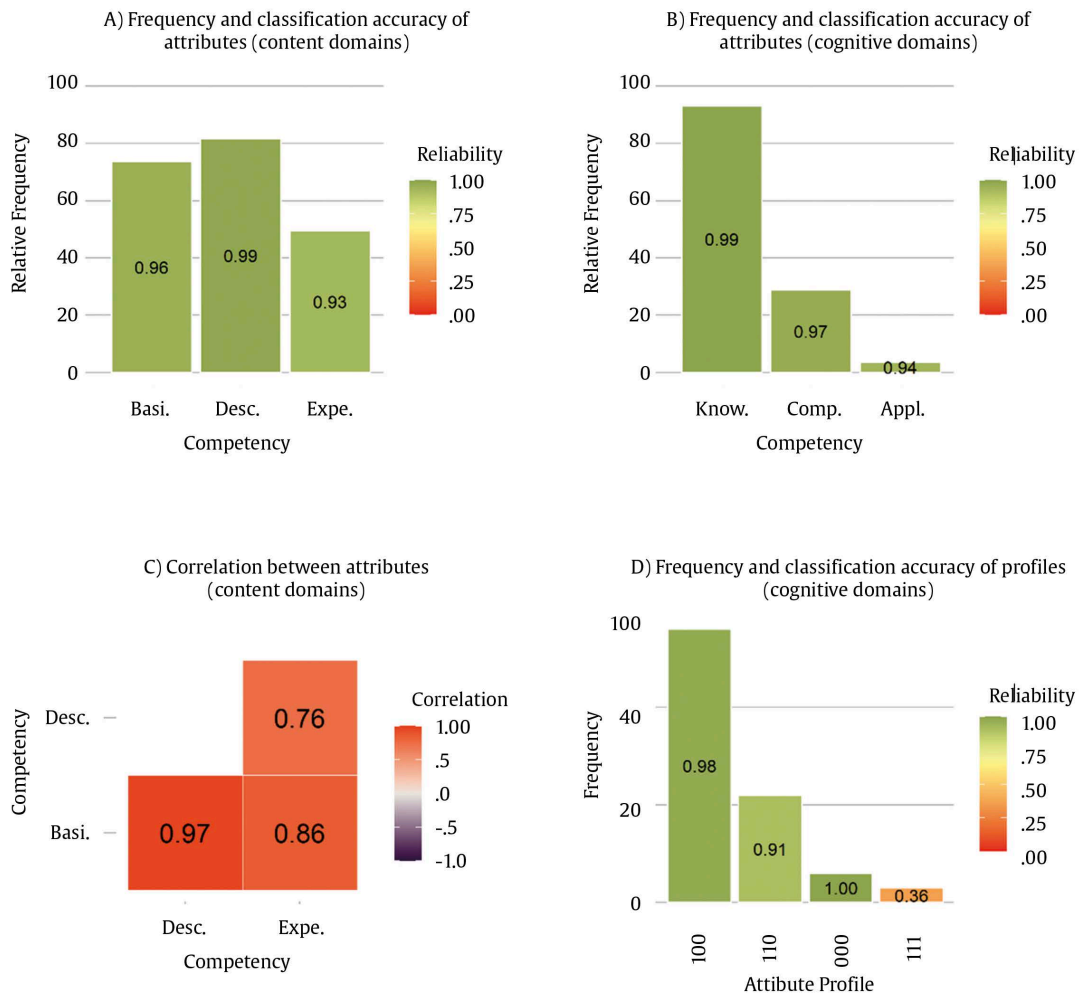 A) Frequency and classification accuracy of
attributes (content domains)
100
80
60
40
20
0
Relative Frequency
0.96
0.99
0.93
Basi.
Desc.
Expe.
Competency
Reliability
1.00
.75
.50
.25
.00
B) Frequency and classification accuracy of
attributes (cognitive domains)
100
80
60
40
20
0
Relative Frequency
0.99
0.97
0.94
Know.
Comp.
Appl.
Competency
Reliability
1.00
.75
.50
.25
.00
C) Correlation between attributes
(content domains)
Competency
Desc.
Basi.
0.76
0.97
0.86
Desc.
Expe.
Competency
Correlation
1.00
.5
.0
-.5
-1.0
D) Frequency and classification accuracy of profiles
(cognitive domains)
100
40
20
0
Frequency
0.98
0.91
1.00
0.36
100
110
000
111
Attibute Profile
Reliability
1.00
.75
.50
.25
.00